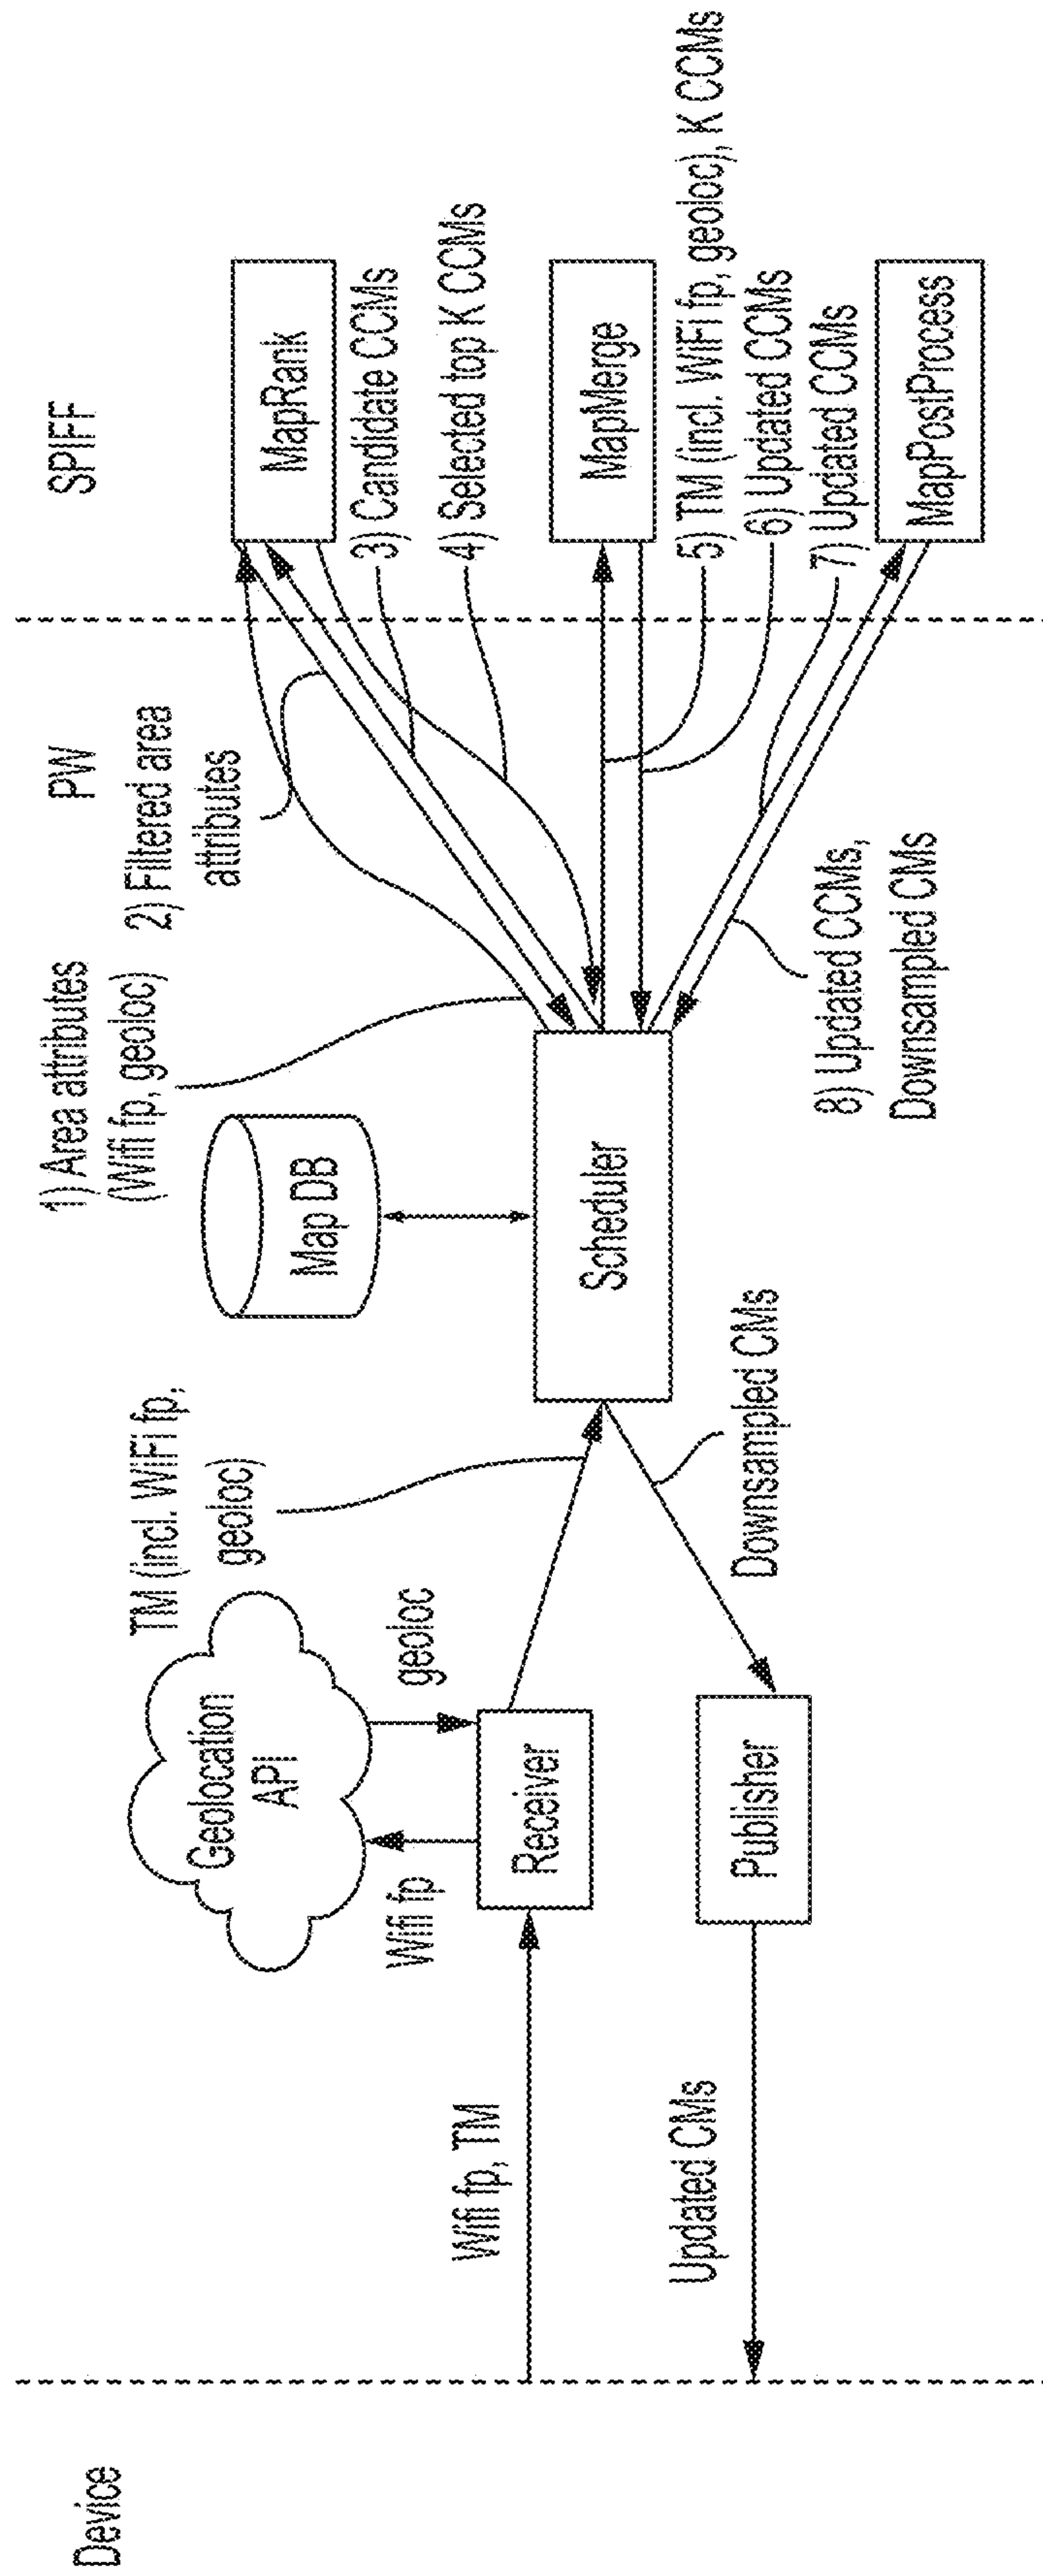 Device
PW
SPIFF
Geolocation
API
Wifi fp
geoloc
Wifi fp, TM
Receiver
TM (incl. WiFi fp,
geoloc)
Updated CMs
Publisher
Downsampled CMs
Map DB
Scheduler
1) Area attributes
(Wifi fp, geoloc)
2) Filtered area
attributes
MapRank
3) Candidate CCMs
4) Selected top K CCMs
MapMerge
5) TM (incl. WiFi fp, geoloc), K CCMs
6) Updated CCMs
7) Updated CCMs
MapPostProcess
8) Updated CCMs,
Downsampled CMs